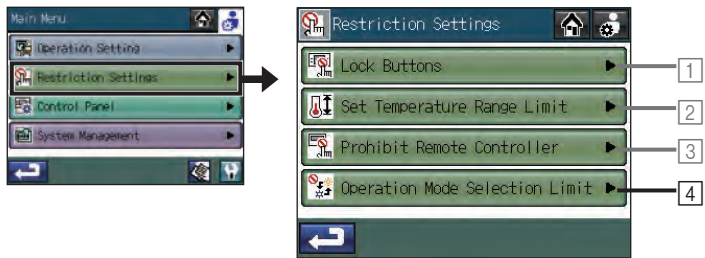 Main Menu
Operation Setting
Restriction Settings
Control Panel
System Management
Restriction Settings
Lock Buttons
1
Set Temperature Range Limit
2
Prohibit Remote Controller
3
Operation Mode Selection Limit
4